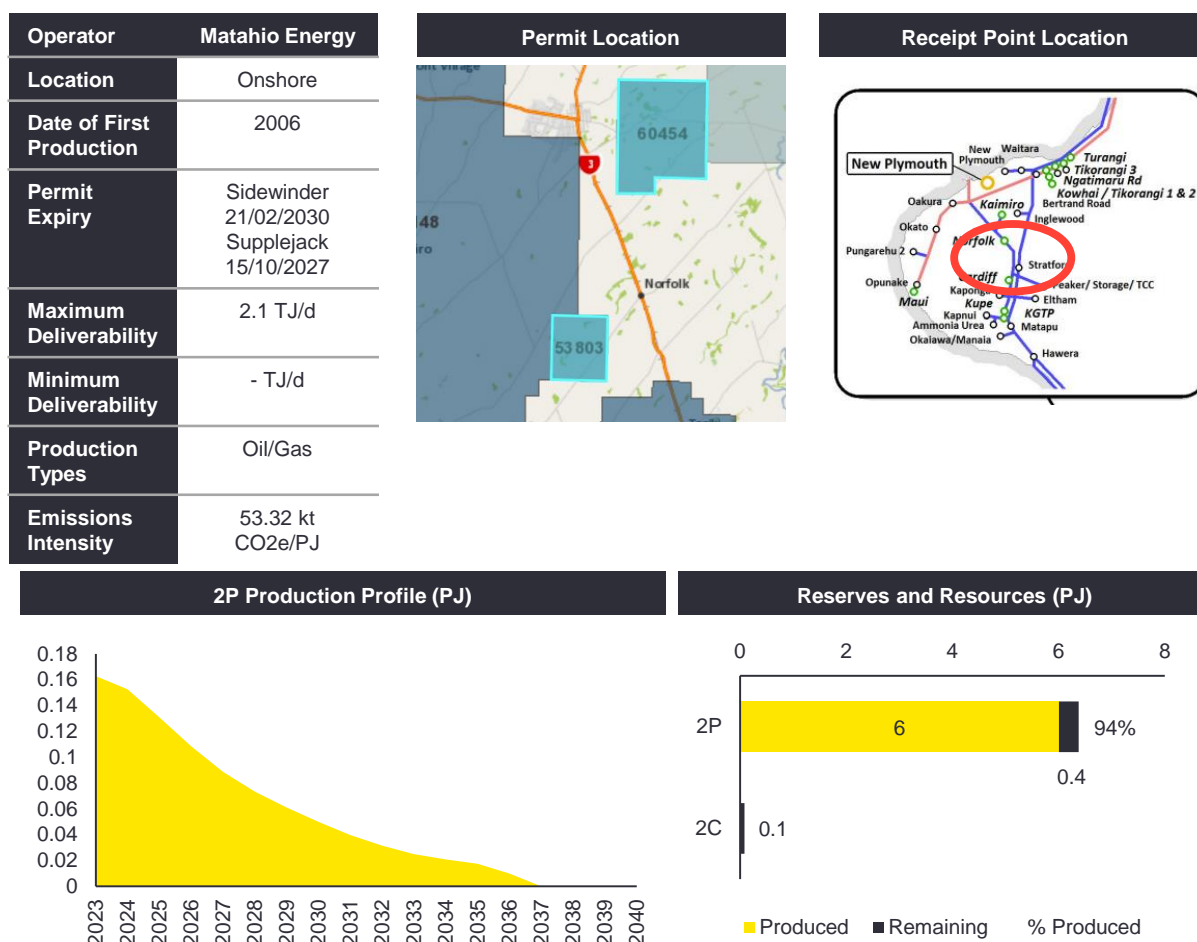 Operator Matahio Energy
Location Onshore
Date of First
Production
2006
Permit
Expiry
Sidewinder
21/02/2030
Supplejack
15/10/2027
Maximum
Deliverability
2.1 TJ/d
Minimum
Deliverability
- TJ/d
Production
Types
Oil/Gas
Emissions
Intensity
53.32 kt
CO2e/PJ
Permit Location
60454
3
148
Norfolk
53803
Receipt Point Location
New Plymouth
New
Plymouth
Waitara
Turangi
Tikorangi 3
Ngatimaru Rd
Kowhai / Tikorangi 1 & 2
Kaimiro
Bertrand Road
Oakura
Inglewood
Okato
Norfolk
Pungarehu 2
Stratford
Cardiff
Peaker/ Storage/ TCC
Opunake
Kaponga
Eltham
Maui
Kupe
KGTP
Kapuni
Ammonia Urea
Matapu
Okaiawa/Manaia
Hawera
2P Production Profile (PJ)
0.18
0.16
0.14
0.12
0.1
0.08
0.06
0.04
0.02
0
2023 2024 2025 2026 2027 2028 2029 2030 2031 2032 2033 2034 2035 2036 2037 2038 2039 2040
Reserves and Resources (PJ)
0 2 4 6 8
2P 6 94%
0.4
2C 0.1
Produced Remaining % Produced